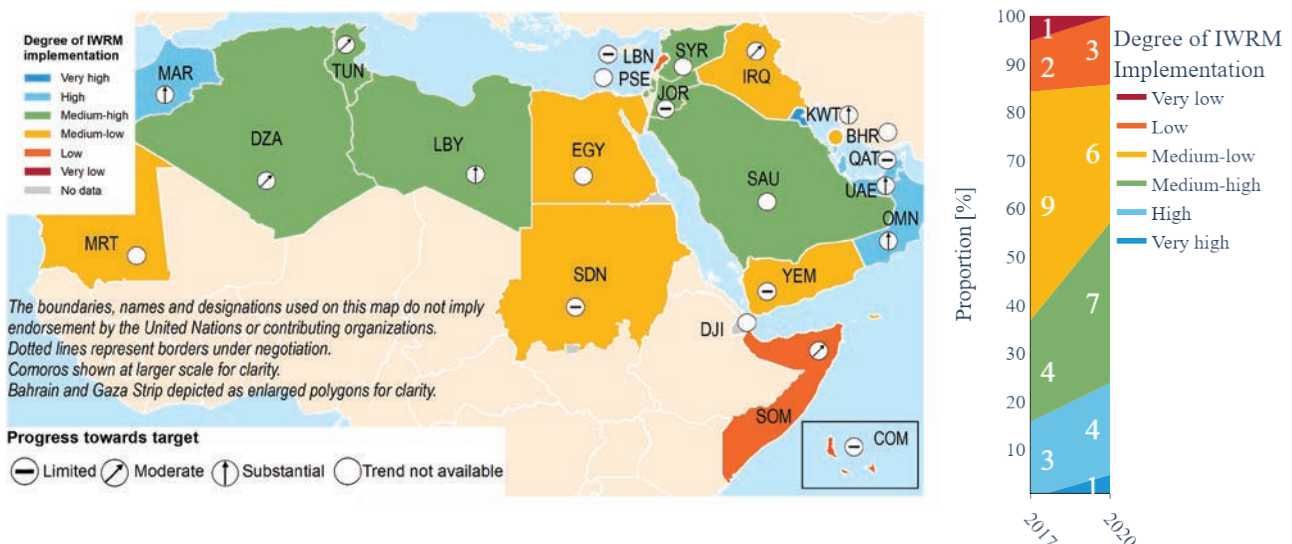 Degree of IWRM
implementation
Very high
High
Medium-high
Medium-low
Low
Very low
No data
MAR
TUN
LBN
PSE
SYR
IRQ
JOR
DZA
LBY
EGY
KWT
BHR
QAT
UAE
SAU
OMN
MRT
SDN
YEM
DJI
SOM
COM
The boundaries, names and designations used on this map do not imply
endorsement by the United Nations or contributing organizations.
Dotted lines represent borders under negotiation.
Comoros shown at larger scale for clarity.
Bahrain and Gaza Strip depicted as enlarged polygons for clarity.
Progress towards target
Limited
Moderate
Substantial
Trend not available
Proportion [%]
100
90
80
70
60
50
40
30
20
10
1
2
3
9
6
4
7
3
4
1
2017
2020
Degree of IWRM
Implementation
Very low
Low
Medium-low
Medium-high
High
Very high